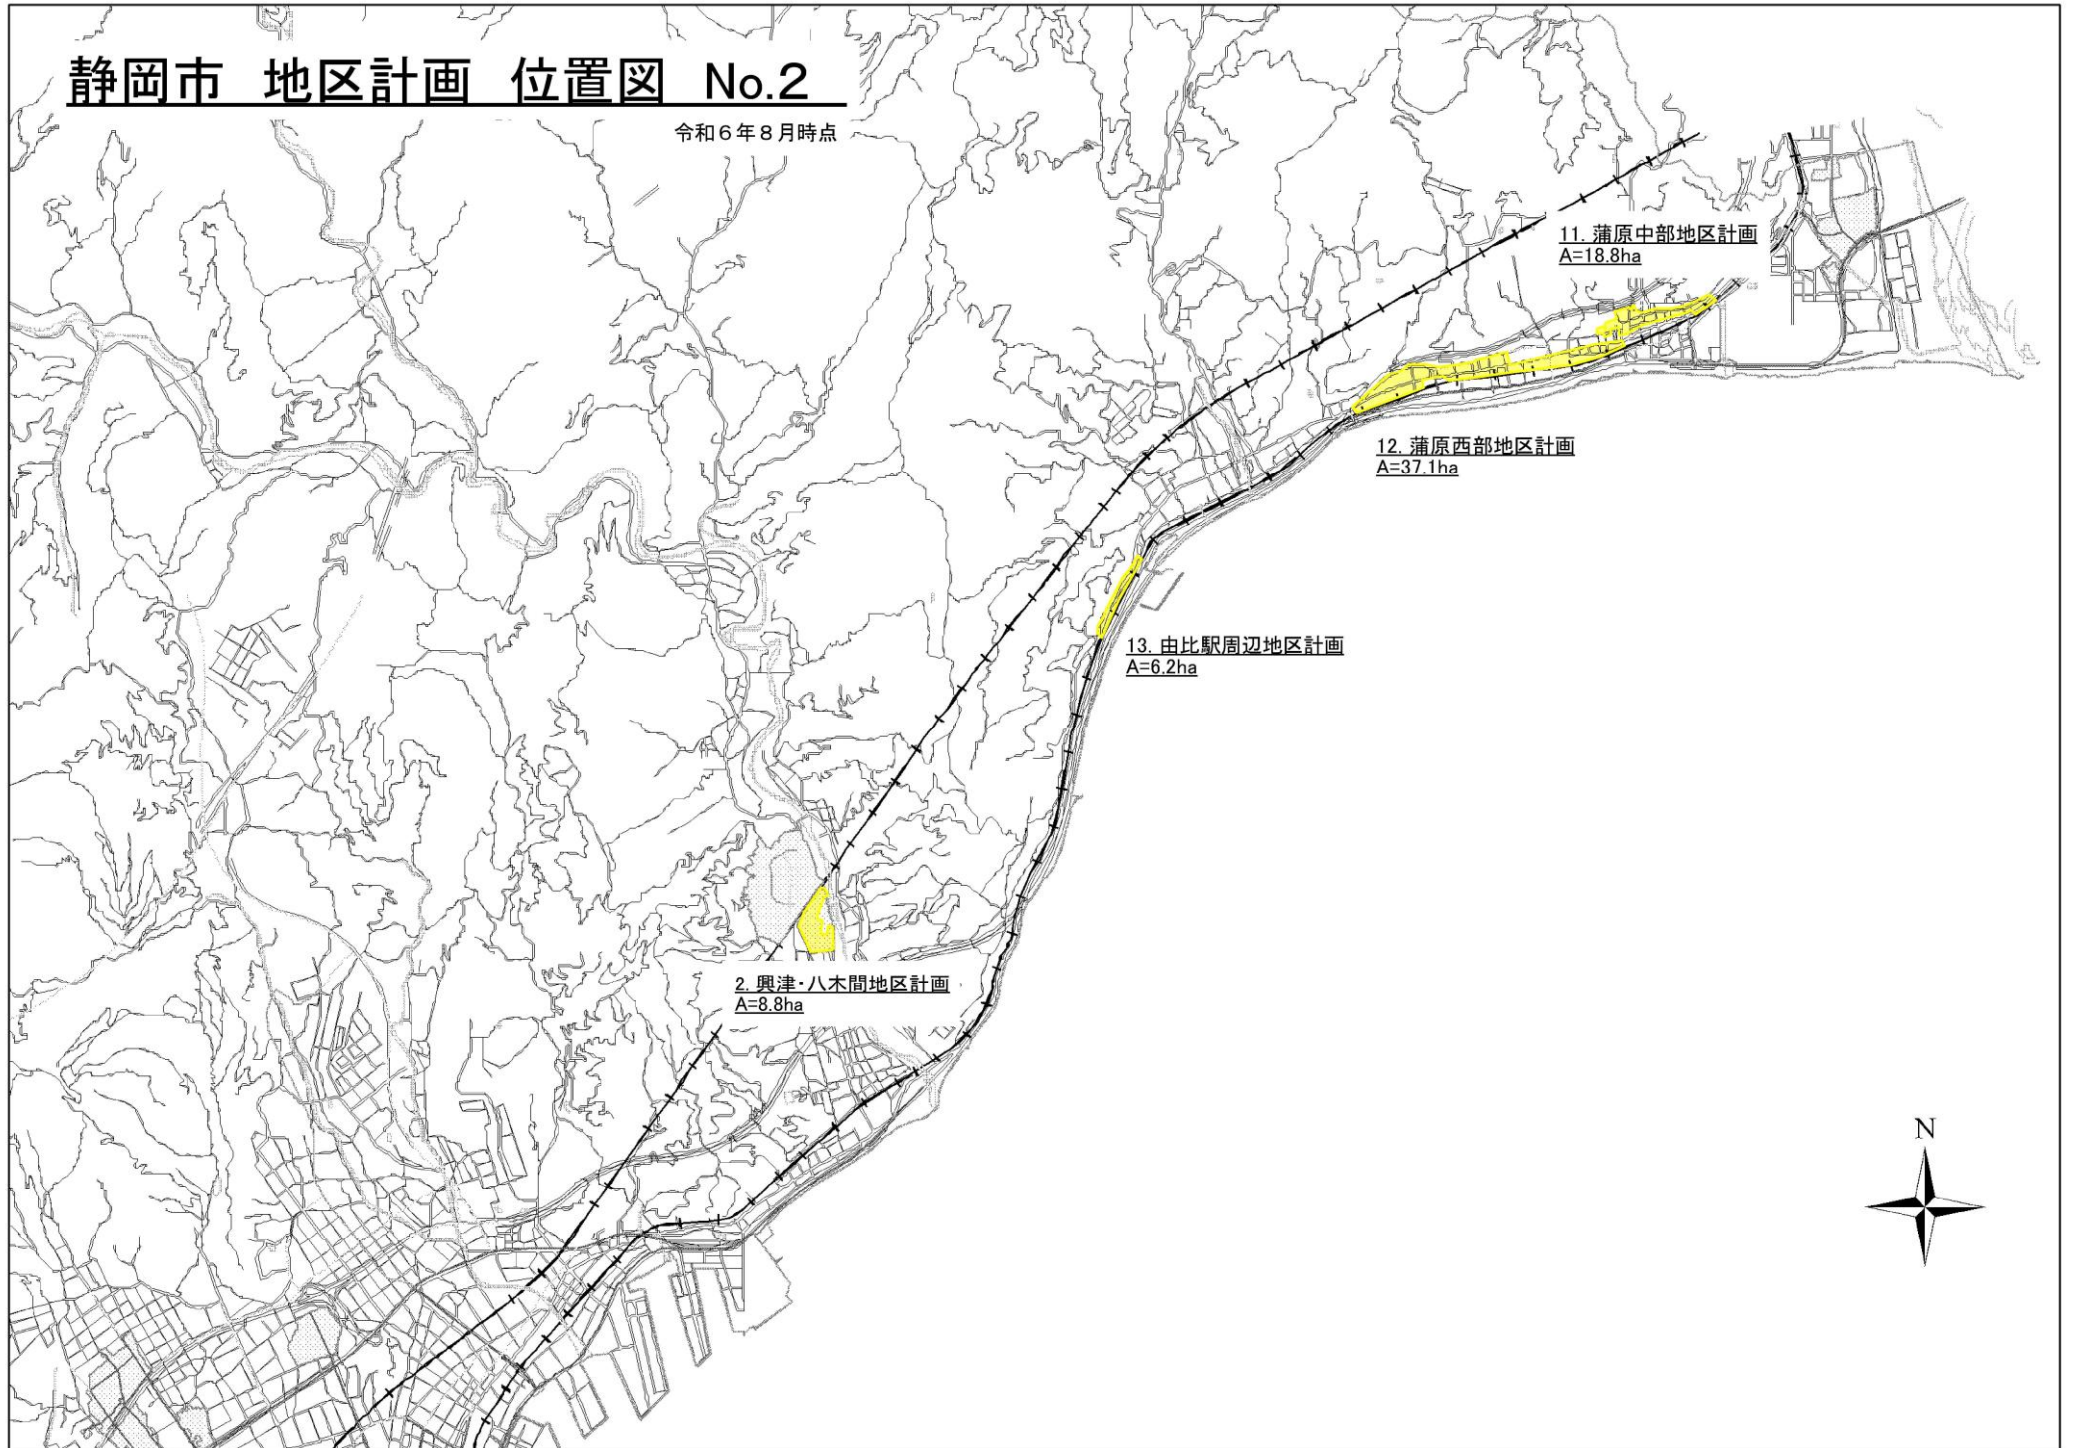 静岡市　地区計画　位置図　No.2
令和6年8月時点
11. 蒲原中部地区計画
A=18.8ha
12. 蒲原西部地区計画
A=37.1ha
13. 由比駅周辺地区計画
A=6.2ha
2. 興津・八木間地区計画
A=8.8ha
N